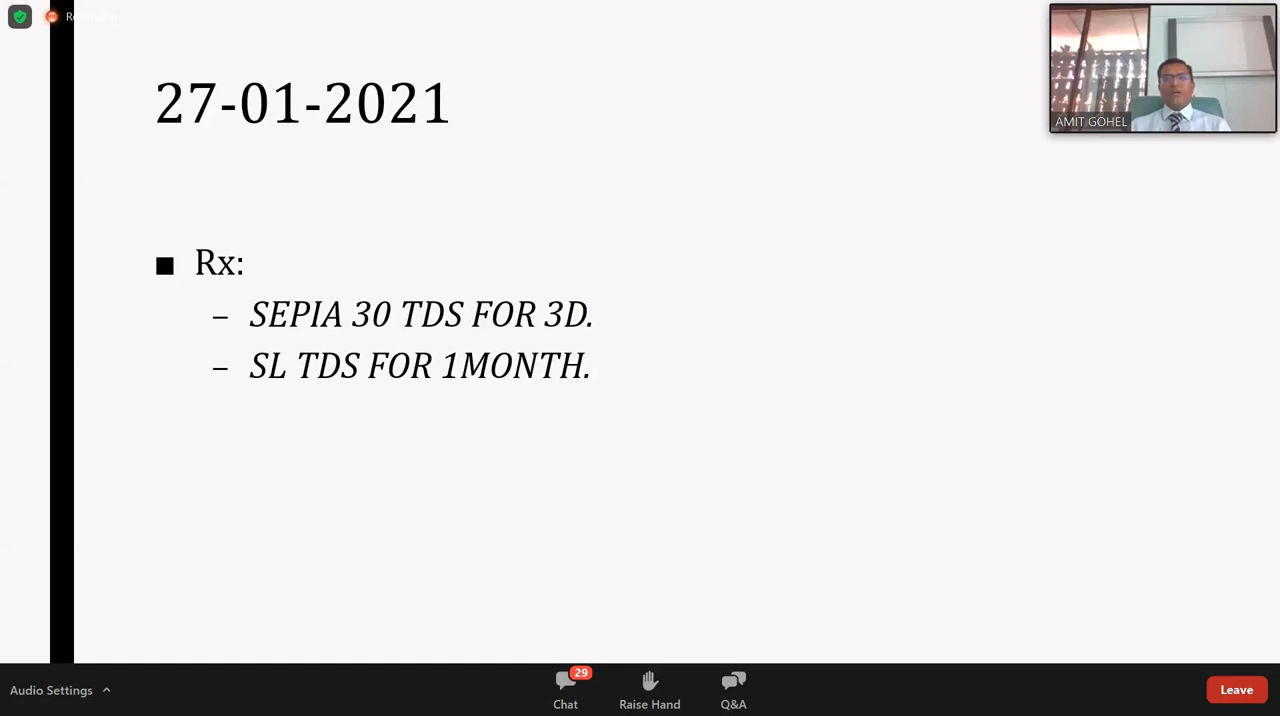 27-01-2021
AMIT GOHEL
■ Rx:
– SEPIA 30 TDS FOR 3D.
– SL TDS FOR 1MONTH.
Audio Settings
29
Chat
Raise Hand
Q&A
Leave